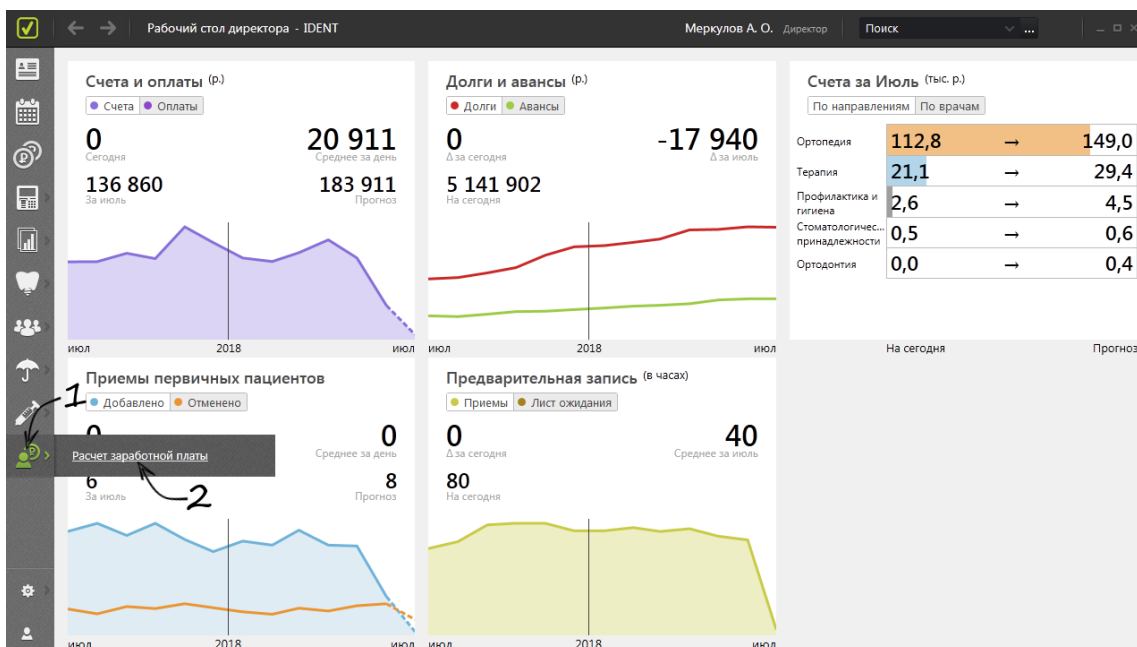 Рабочий стол директора - IDENT
Меркулов А. О. Директор
Поиск
...
Счета и оплаты (р.)
Счета Оплаты
0 20 911
Сегодня Среднее за день
136 860 183 911
За июль Прогноз
июл 2018 июл
Долги и авансы (р.)
Долги Авансы
0 -17 940
Δ за сегодня Δ за июль
5 141 902
На сегодня
июл 2018 июл
Счета за Июль (тыс. р.)
По направлениям По врачам
Ортопедия 112,8 → 149,0
Терапия 21,1 → 29,4
Профилактика и
гигиена 2,6 → 4,5
Стоматологичес...
принадлежности 0,5 → 0,6
Ортодонтия 0,0 → 0,4
На сегодня Прогноз
Приемы первичных пациентов
1
Добавлено Отменено
0 0
Среднее за день
Расчет заработной платы
2
6 8
За июль Прогноз
июл 2018 июл
Предварительная запись (в часах)
Приемы Лист ожидания
0 40
Δ за сегодня Среднее за июль
80
На сегодня
июл 2018 июл